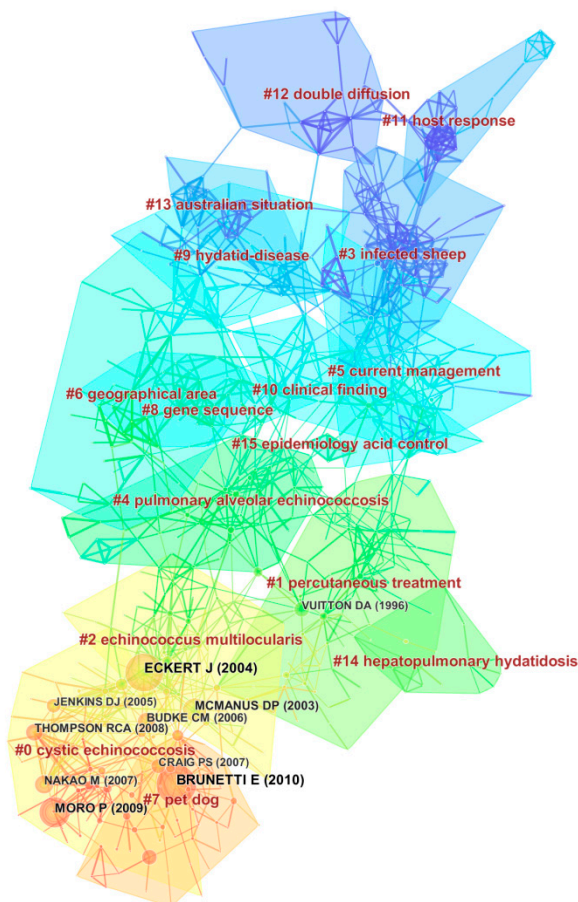 #12 double diffusion
#11 host response
#13 australian situation
#9 hydatid-disease
#3 infected sheep
#5 current management
#6 geographical area
#10 clinical finding
#8 gene sequence
#15 epidemiology acid control
#4 pulmonary alveolar echinococcosis
#1 percutaneous treatment
VUITTON DA (1996)
#2 echinococcus multilocularis
#14 hepatopulmonary hydatidosis
ECKERT J (2004)
JENKINS DJ (2005)
MCMANUS DP (2003)
BUDKE CM (2006)
THOMPSON RCA (2008)
#0 cystic echinococcosis
CRAIG PS (2007)
NAKAO M (2007)
BRUNETTI E (2010)
#7 pet dog
MORO P (2009)